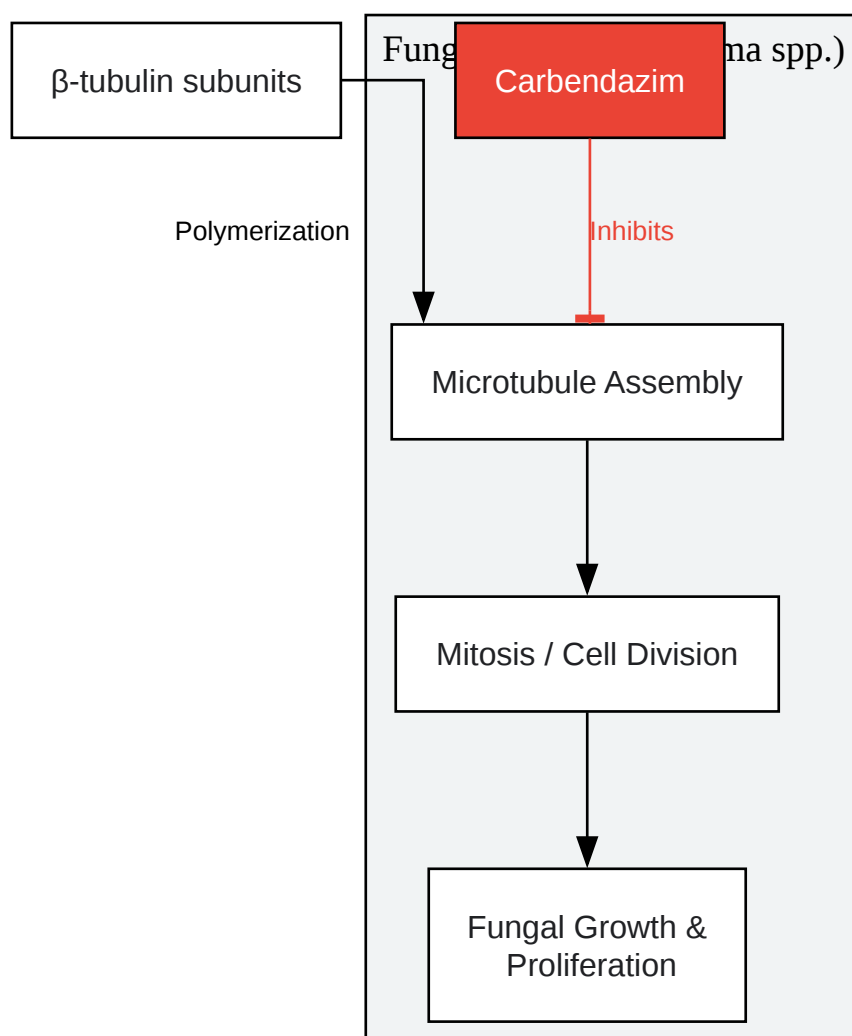 Fung ma spp.)
β-tubulin subunits
Carbendazim
Polymerization
Inhibits
Microtubule Assembly
Mitosis / Cell Division
Fungal Growth &
Proliferation